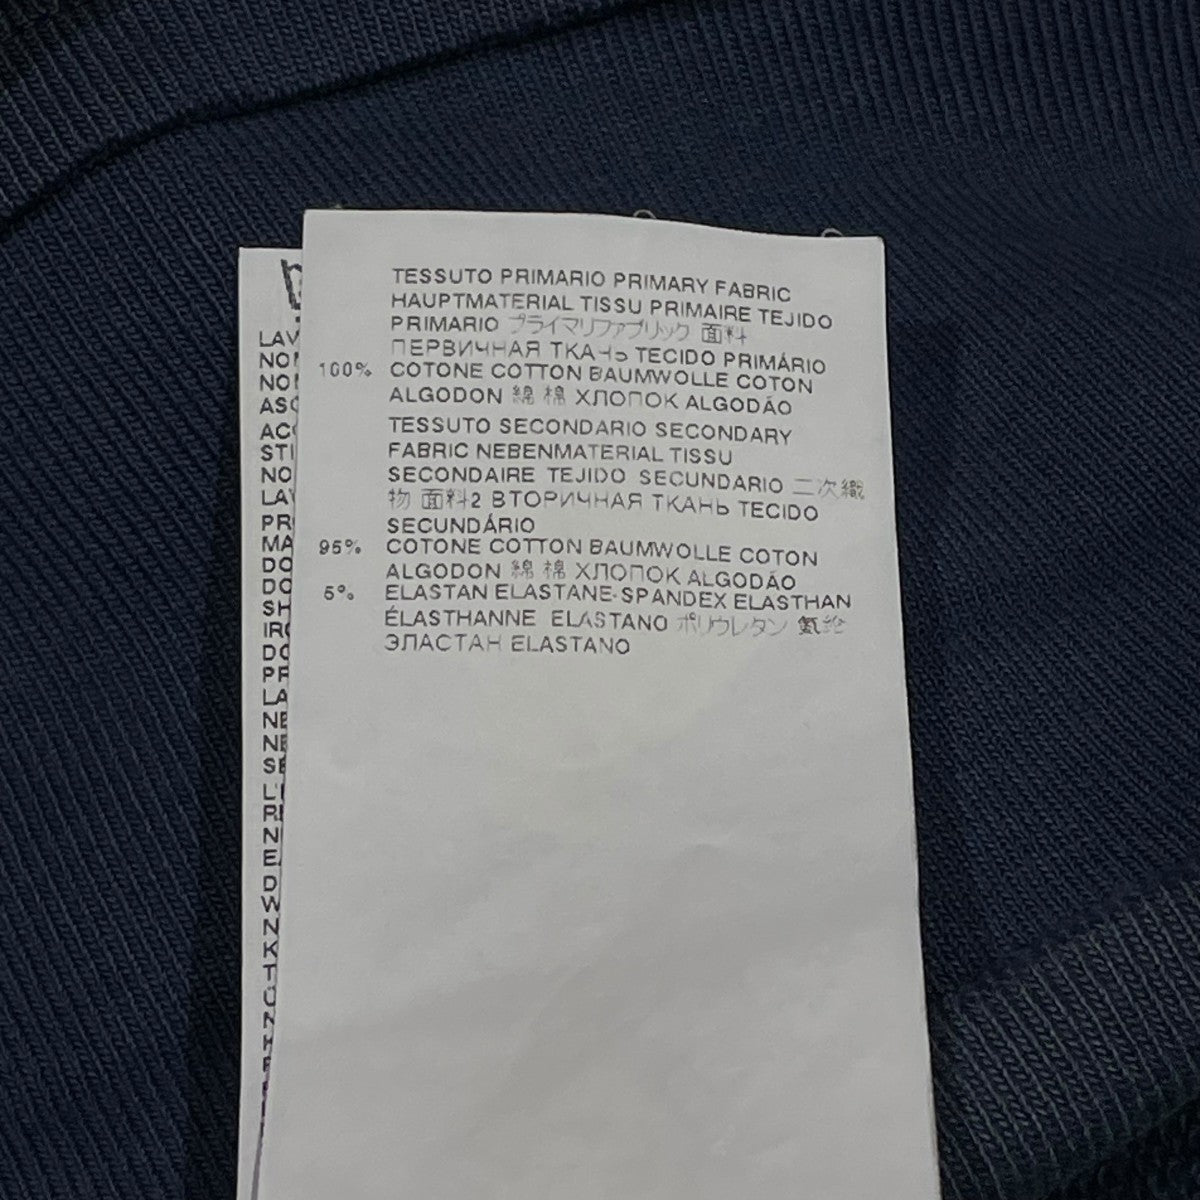 TESSUTO PRIMARIO PRIMARY FABRIC
HAUPTMATERIAL TISSU PRIMAIRE TEJIDO
PRIMARIO プライマリファブリック 面料
ПЕРВИЧНАЯ ТКАНЬ TECIDO PRIMÁRIO
100% COTONE COTTON BAUMWOLLE COTON
ALGODON 綿 棉 ХЛОПОК ALGODÃO
TESSUTO SECONDARIO SECONDARY
FABRIC NEBENMATERIAL TISSU
SECONDAIRE TEJIDO SECUNDARIO 二次織
物 面料2 ВТОРИЧНАЯ ТКАНЬ TECIDO
SECUNDÁRIO
95% COTONE COTTON BAUMWOLLE COTON
ALGODON 綿 棉 ХЛОПОК ALGODÃO
5% ELASTAN ELASTANE-SPANDEX ELASTHAN
ÉLASTHANNE ELASTANO ポリウレタン 氨纶
ЭЛАСТАН ELASTANO